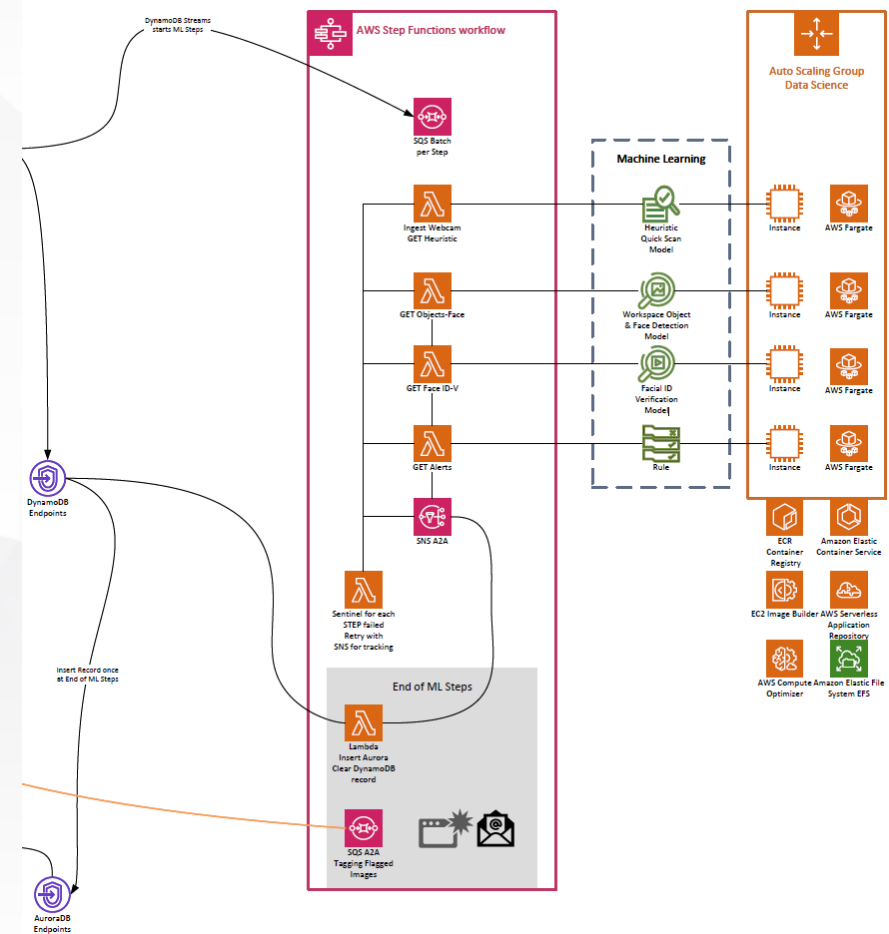 DynamoDB Streams
starts ML Steps
AWS Step Functions workflow
Auto Scaling Group
Data Science
SQS Batch
per Step
Machine Learning
Ingest Webcam
GET Heuristic
Heuristic
Quick Scan
Model
Instance
AWS Fargate
GET Objects-Face
Workspace Object
& Face Detection
Model
Instance
AWS Fargate
GET Face ID-V
Facial ID
Verification
Model
Instance
AWS Fargate
GET Alerts
Rule
Instance
AWS Fargate
DynamoDB
Endpoints
SNS A2A
ECR
Container
Registry
Amazon Elastic
Container Service
Sentinel for each
STEP failed
Retry with
SNS for tracking
EC2 Image Builder
AWS Serverless
Application
Repository
Insert Record once
at End of ML Steps
End of ML Steps
AWS Compute
Optimizer
Amazon Elastic File
System EFS
Lambda
Insert Aurora
Clear DynamoDB
record
SQS A2A
Tagging Flagged
Images
AuroraDB
Endpoints